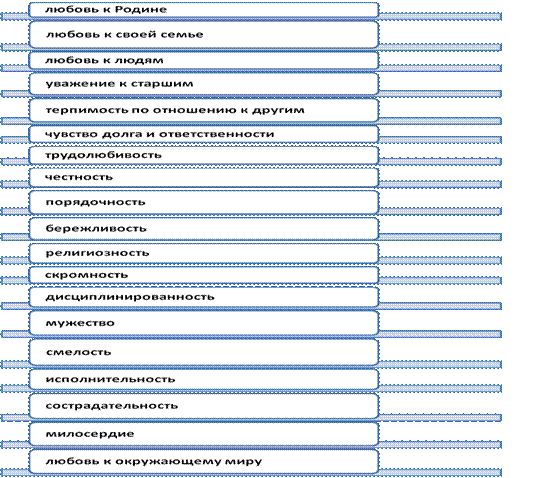 любовь к Родине
любовь к своей семье
любовь к людям
уважение к старшим
терпимость по отношению к другим
чувство долга и ответственности
трудолюбивость
честность
порядочность
бережливость
религиозность
скромность
дисциплинированность
мужество
смелость
исполнительность
сострадательность
милосердие
любовь к окружающему миру